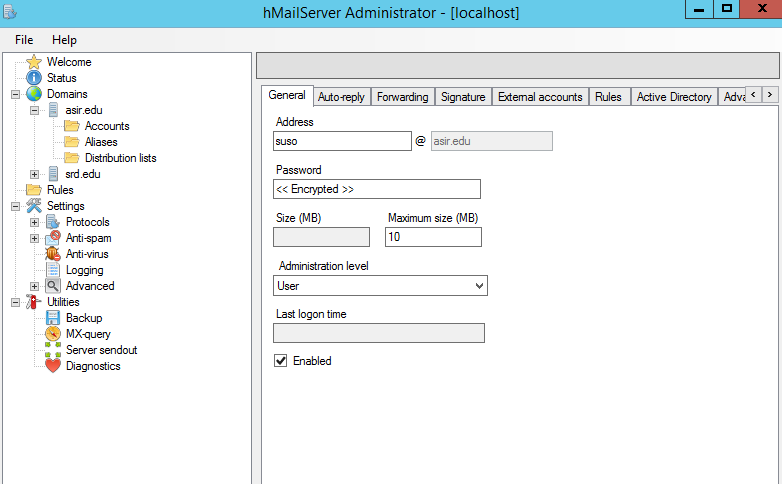 hMailServer Administrator - [localhost]
File Help
Welcome
Status
Domains
asir.edu
Accounts
Aliases
Distribution lists
srd.edu
Rules
Settings
Protocols
Anti-spam
Anti-virus
Logging
Advanced
Utilities
Backup
MX-query
Server sendout
Diagnostics
General Auto-reply Forwarding Signature External accounts Rules Active Directory Adva
Address
suso @ asir.edu
Password
<< Encrypted >>
Size (MB) Maximum size (MB)
10
Administration level
User
Last logon time
Enabled